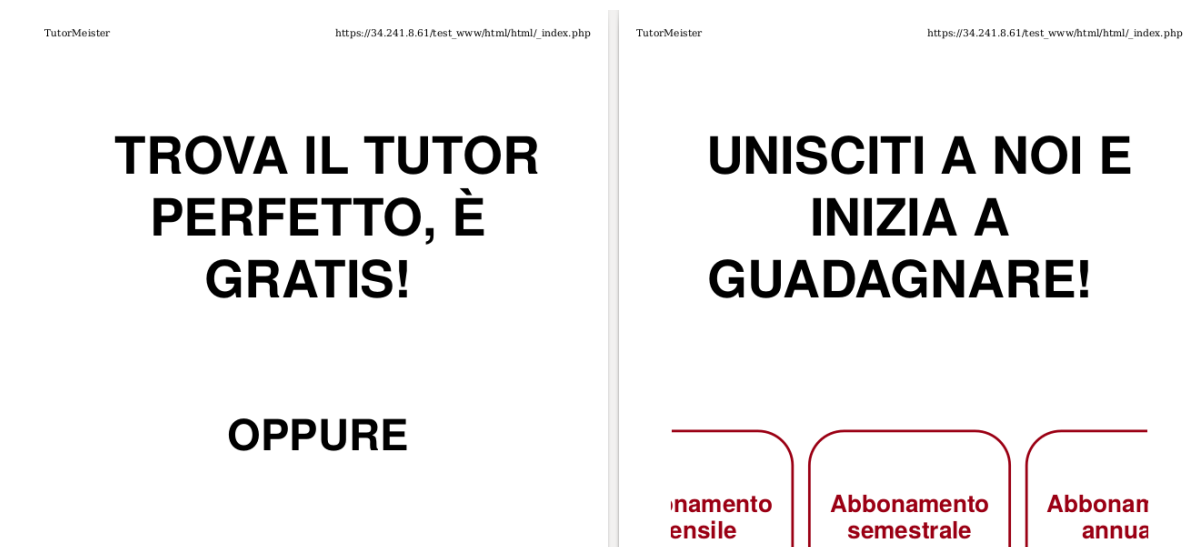 TutorMeister https://34.241.8.61/test_www/html/html/_index.php
TROVA IL TUTOR
PERFETTO, È
GRATIS!
OPPURE
TutorMeister https://34.241.8.61/test_www/html/html/_index.php
UNISCITI A NOI E
INIZIA A
GUADAGNARE!
Abbonamento
semestrale